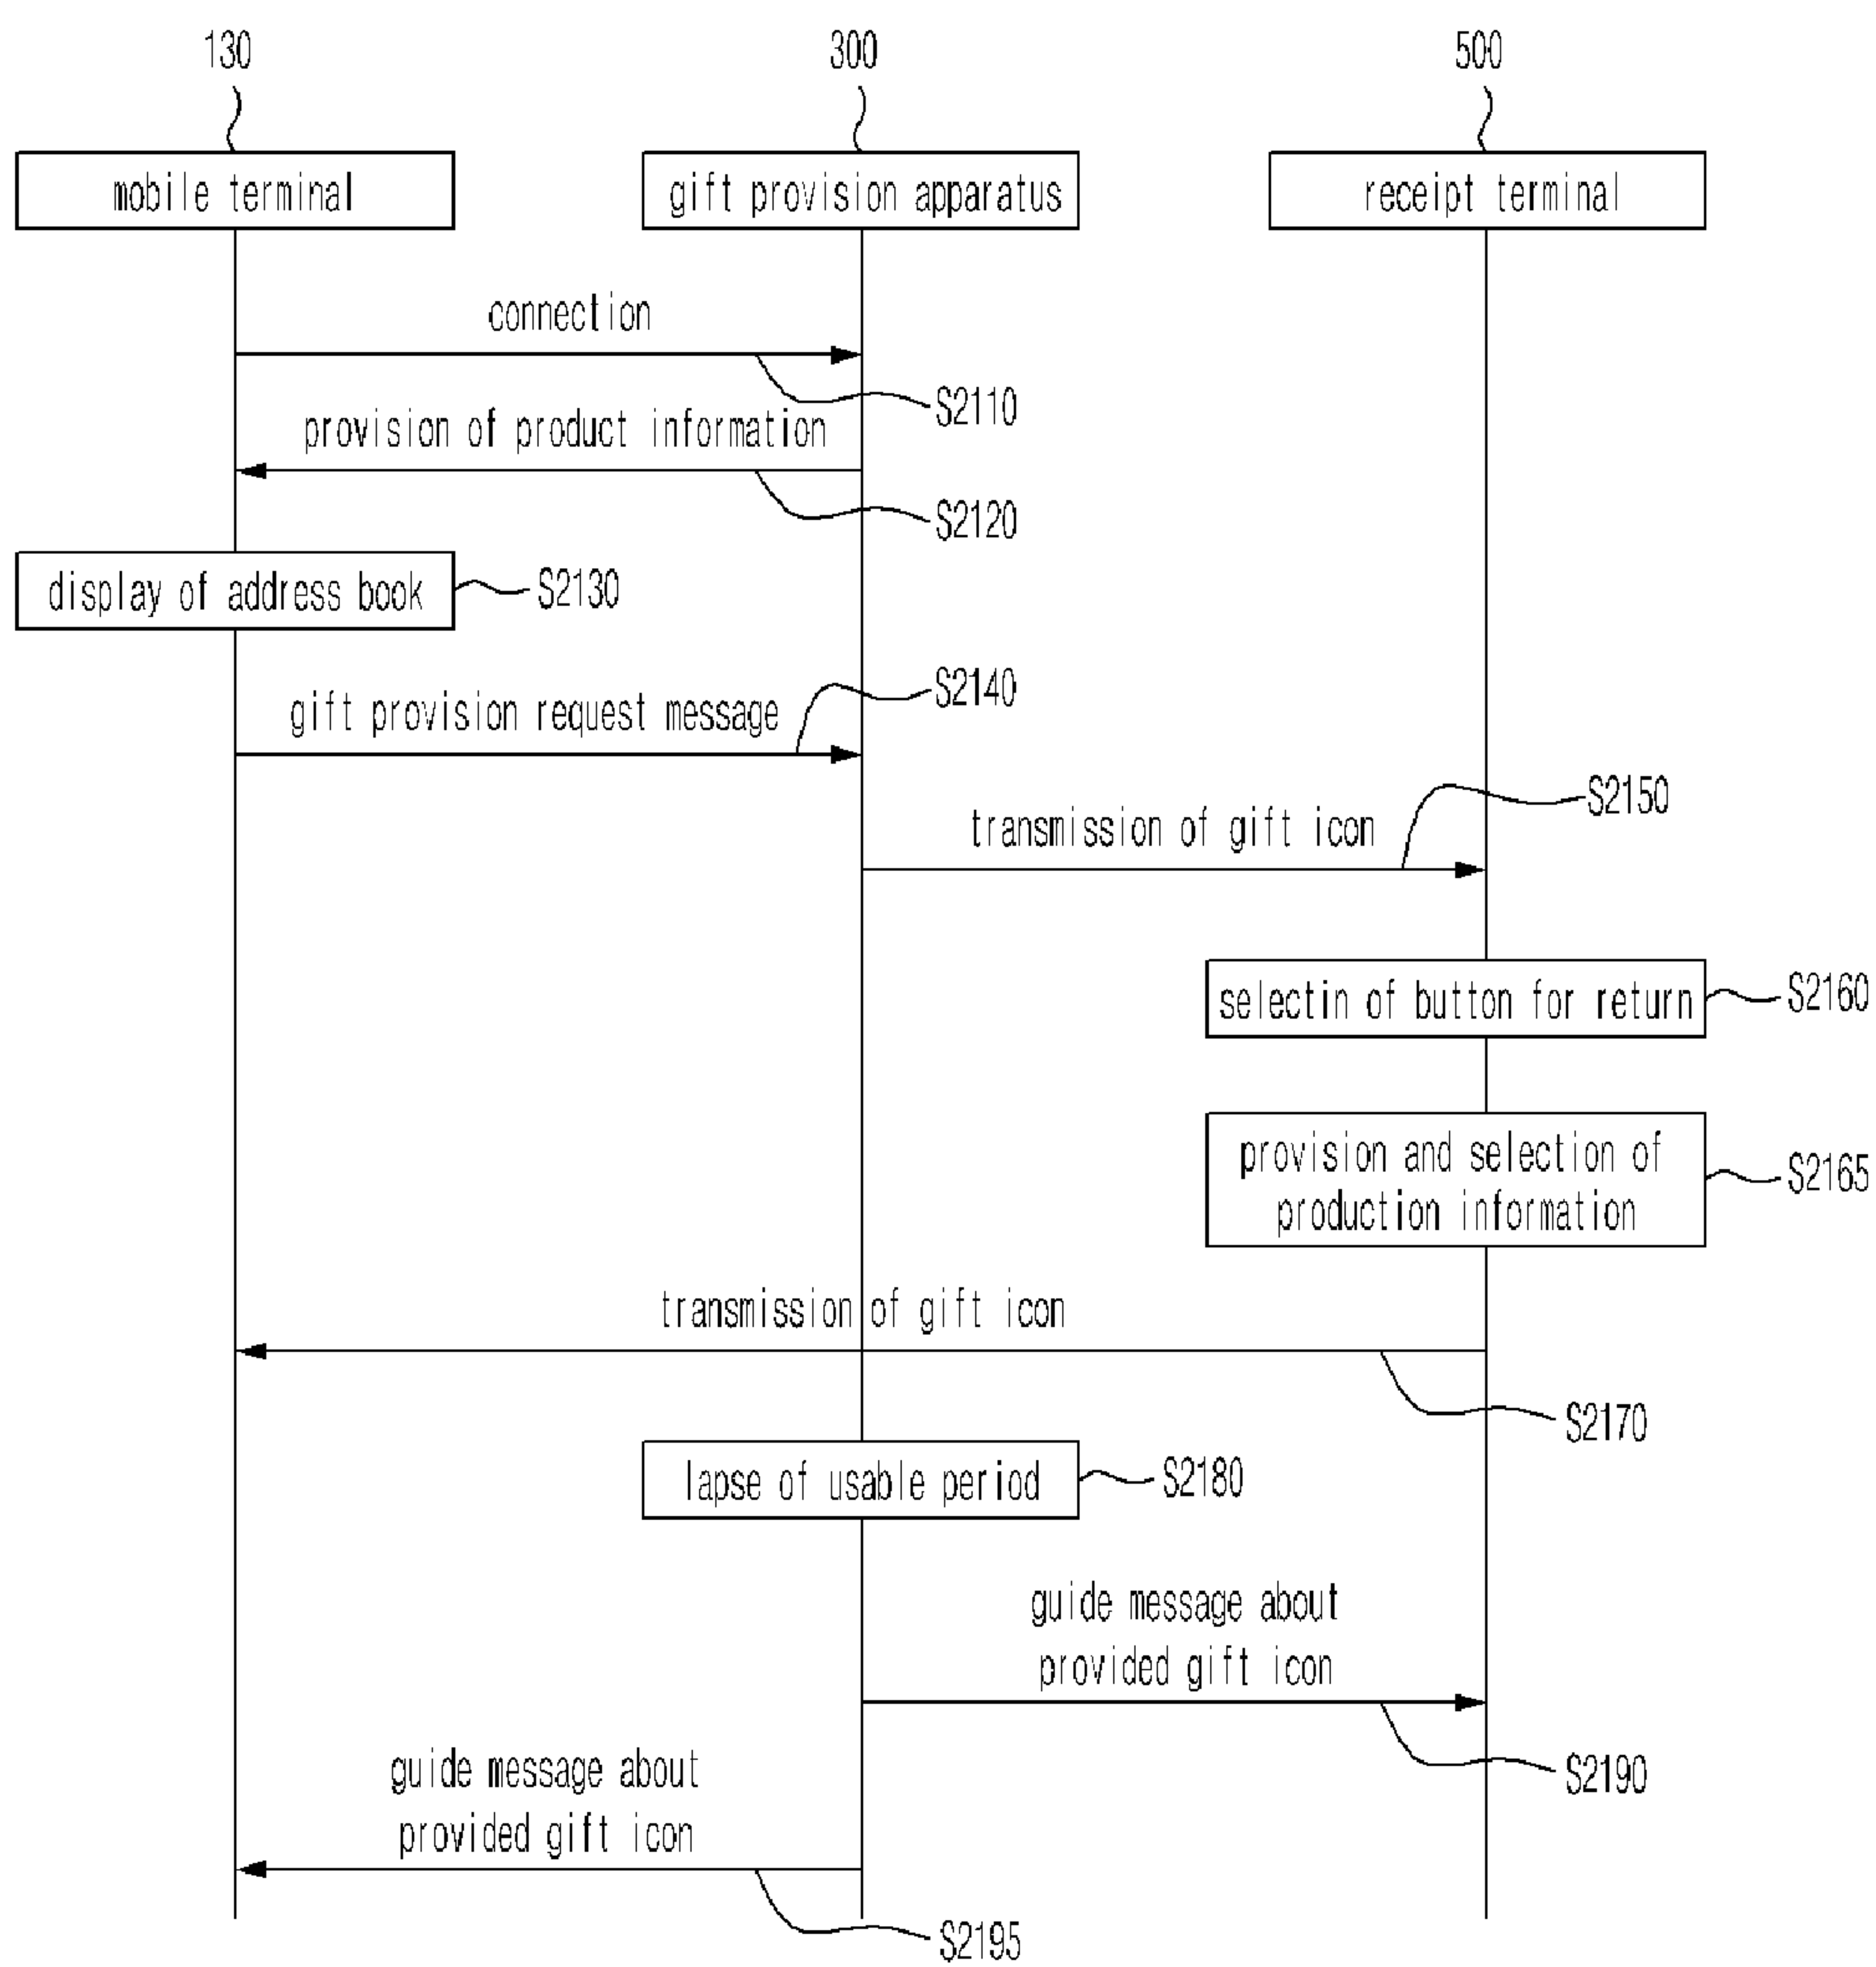 130
300
500
mobile terminal
gift provision apparatus
receipt terminal
connection
S2110
provision of product information
S2120
display of address book
S2130
S2140
gift provision request message
S2150
transmission of gift icon
selectin of button for return
S2160
provision and selection of
production information
S2165
transmission of gift icon
S2170
lapse of usable period
S2180
guide message about
provided gift icon
S2190
guide message about
provided gift icon
S2195